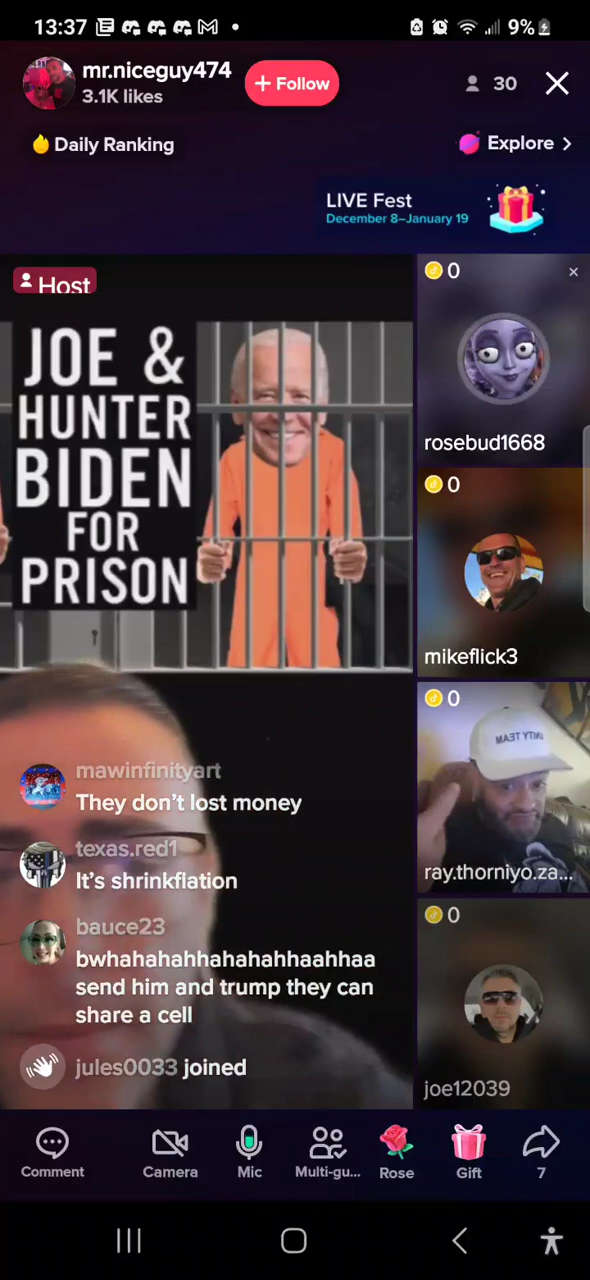 13:37
9%
mr.niceguy474
3.1K likes
+ Follow
30
Daily Ranking
Explore >
LIVE Fest
December 8–January 19
Host
JOE &
HUNTER
BIDEN
FOR
PRISON
0
rosebud1668
0
mikeflick3
0
UNITY TEAM
ray.thorniyo.za...
0
joe12039
mawinfinityart
They don't lost money
texas.red1
It's shrinkflation
bauce23
bwhahahahhahahahhaahhaa
send him and trump they can
share a cell
jules0033 joined
Comment
Camera
Mic
Multi-gu...
Rose
Gift
7